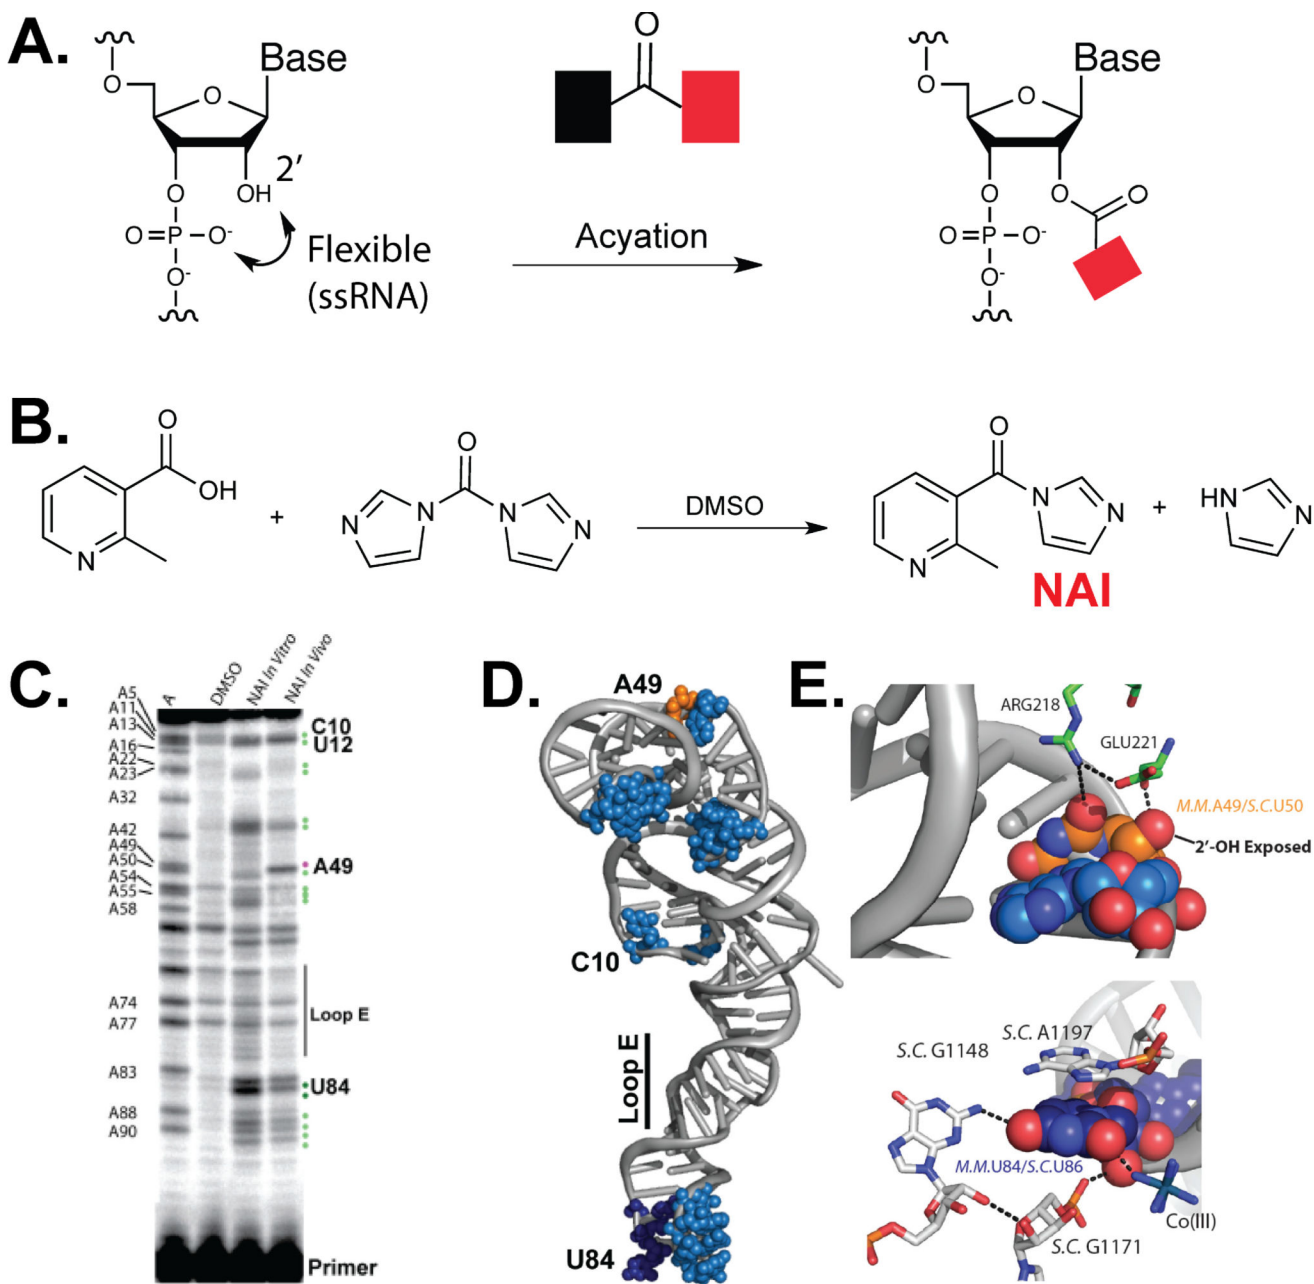 A.
Base
O
O
2'
OH
O
O=P–O-
O-
Flexible
(ssRNA)
O
Acyation
Base
O
O
O
O
O
O=P–O-
O-
B.
O
OH
N
+
O
N
N
N
N
DMSO
O
N
N
N
NAI
+
HN
N
C.
A
DMSO
NAI In Vitro
NAI In Vivo
A5
A11
A13
A16
A22
A23
A32
A42
A49
A50
A54
A55
A58
A74
A77
A83
A88
A90
C10
U12
A49
Loop E
U84
Primer
D.
A49
C10
Loop E
U84
E.
ARG218
GLU221
M.M.A49/S.C.U50
2'-OH Exposed
S.C. A1197
S.C. G1148
M.M.U84/S.C.U86
Co(III)
S.C. G1171